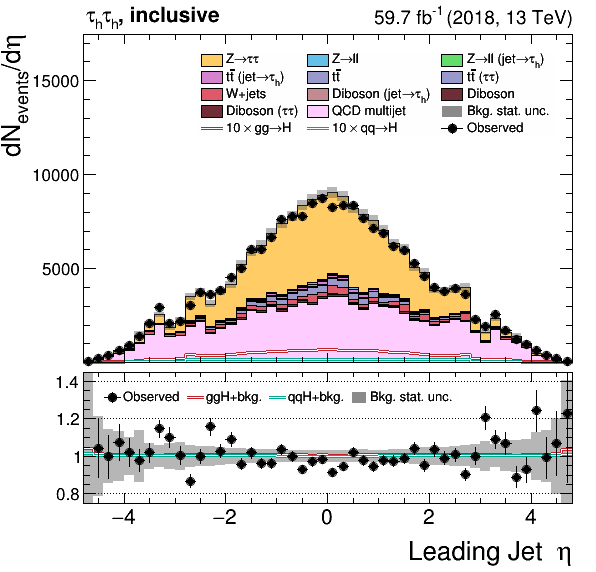 τhτh, inclusive 59.7 fb⁻¹ (2018, 13 TeV)
dNevents/dη
15000
10000
5000
Z→ττ Z→ll Z→ll (jet→τh)
tt̄ (jet→τh) tt̄ tt̄ (ττ)
W+jets Diboson (jet→τh) Diboson
Diboson (ττ) QCD multijet Bkg. stat. unc.
10 × gg→H 10 × qq→H Observed
1.4
1.2
1
0.8
Observed ggH+bkg. qqH+bkg. Bkg. stat. unc.
−4 −2 0 2 4
Leading Jet η